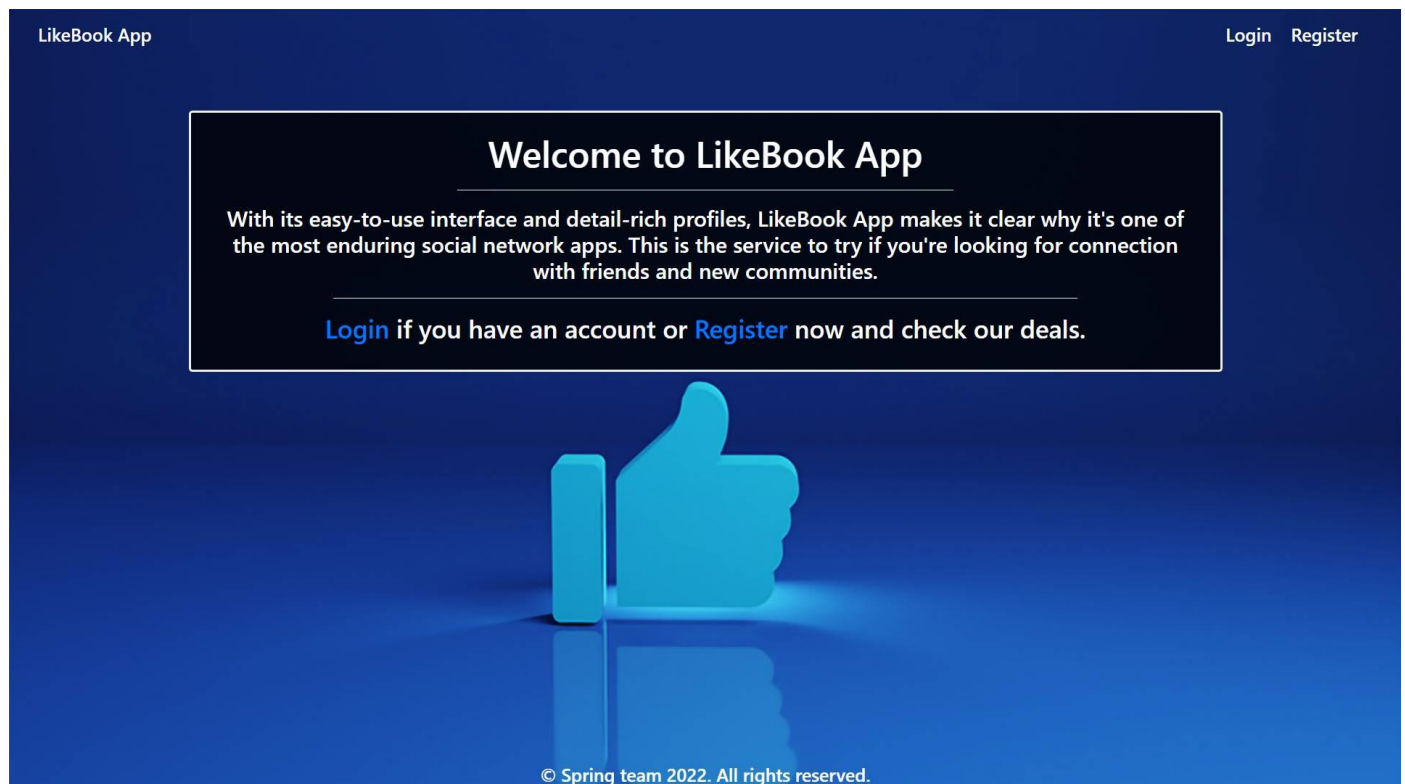 LikeBook App
Login Register
Welcome to LikeBook App
With its easy-to-use interface and detail-rich profiles, LikeBook App makes it clear why it's one of
the most enduring social network apps. This is the service to try if you're looking for connection
with friends and new communities.
Login if you have an account or Register now and check our deals.
© Spring team 2022. All rights reserved.